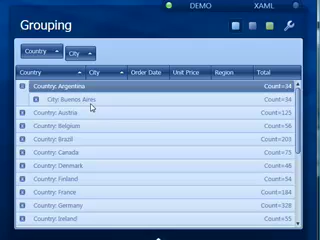 DEMO XAML
Grouping
Country City
Country City Order Date Unit Price Region Total
Country: Argentina Count=34
City: Buenos Aires Count=34
Country: Austria Count=125
Country: Belgium Count=56
Country: Brazil Count=203
Country: Canada Count=75
Country: Denmark Count=46
Country: Finland Count=54
Country: France Count=184
Country: Germany Count=328
Country: Ireland Count=55